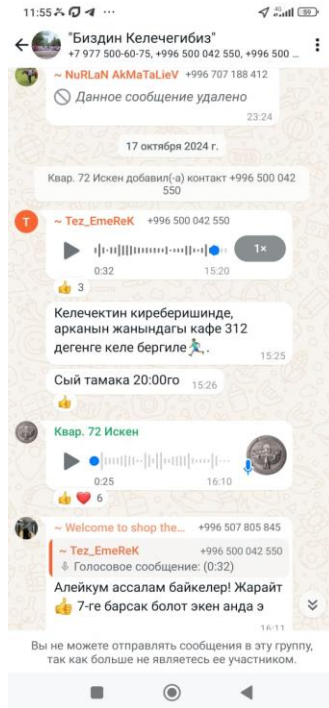 11:55
59
"Биздин Келечегибиз"
+7 977 500-60-75, +996 500 042 550, +996 500 ...
~ NuRLaN AkMaTaLieV +996 707 188 412
Данное сообщение удалено
23:24
17 октября 2024 г.
Квар. 72 Искен добавил(-а) контакт +996 500 042
550
T
~ Tez_EmeReK +996 500 042 550
1×
0:32 15:20
3
Келечектин киреберишинде,
арканын жанындагы кафе 312
дегенге келе бергиле
15:25
Сый тамака 20:00го 15:26
Квар. 72 Искен
0:25 16:10
6
~ Welcome to shop the... +996 507 805 845
~ Tez_EmeReK +996 500 042 550
Голосовое сообщение: (0:32)
Алейкум ассалам байкелер! Жарайт
7-ге барсак болот экен анда э
16:11
Вы не можете отправлять сообщения в эту группу,
так как больше не являетесь ее участником.